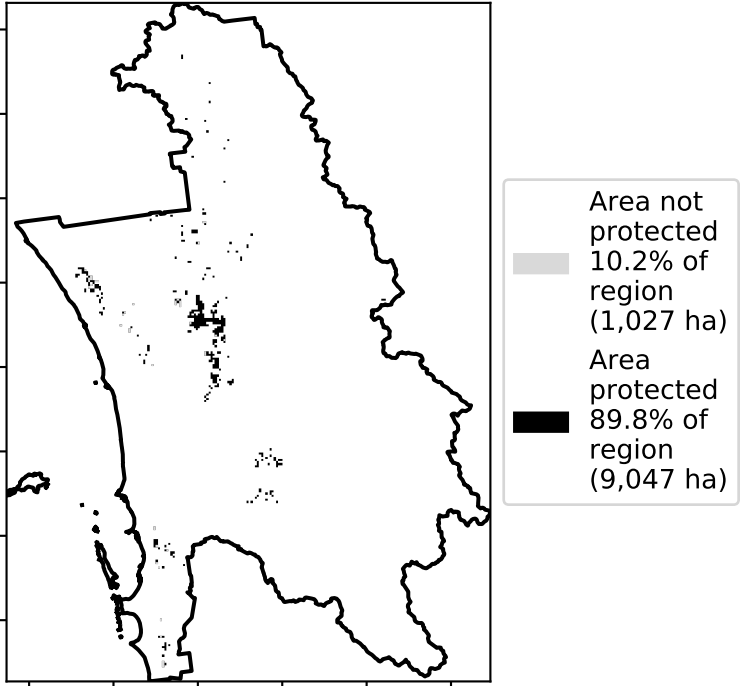 Area not
protected
10.2% of
region
(1,027 ha)
Area
protected
89.8% of
region
(9,047 ha)